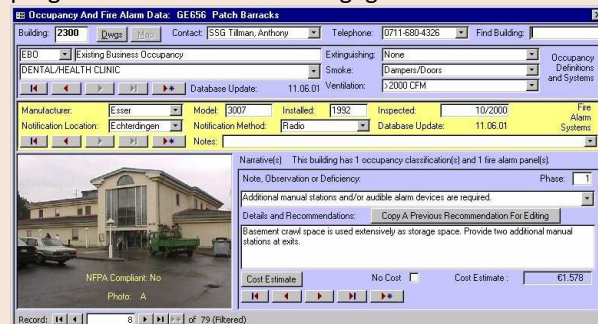 Occupancy And Fire Alarm Data: GE656 Patch Barracks
Building: 2300 Dwgs Map Contact: SSG Tillman, Anthony Telephone: 0711-680-4326 Find Building:
EBO Existing Business Occupancy Extinguishing: None Occupancy
DENTAL/HEALTH CLINIC Smoke: Dampers/Doors Definitions
Database Update: 11.06.01 Ventilation: >2000 CFM and Systems
Manufacturer: Esser Model: 3007 Installed: 1992 Inspected: 10/2000 Fire
Notification Location: Echterdingen Notification Method: Radio Database Update: 11.06.01 Alarm
Notes: Systems
Narrative(s) This building has 1 occupancy classification(s) and 1 fire alarm panel(s).
Note, Observation or Deficiency: Phase: 1
Additional manual stations and/or audible alarm devices are required.
Details and Recommendations: Copy A Previous Recommendation For Editing
Basement crawl space is used extensively as storage space. Provide two additional manual
stations at exits.
NFPA Compliant: No
Photo: A
Cost Estimate No Cost Cost Estimate : €1.578
Record: 8 of 79 (Filtered)